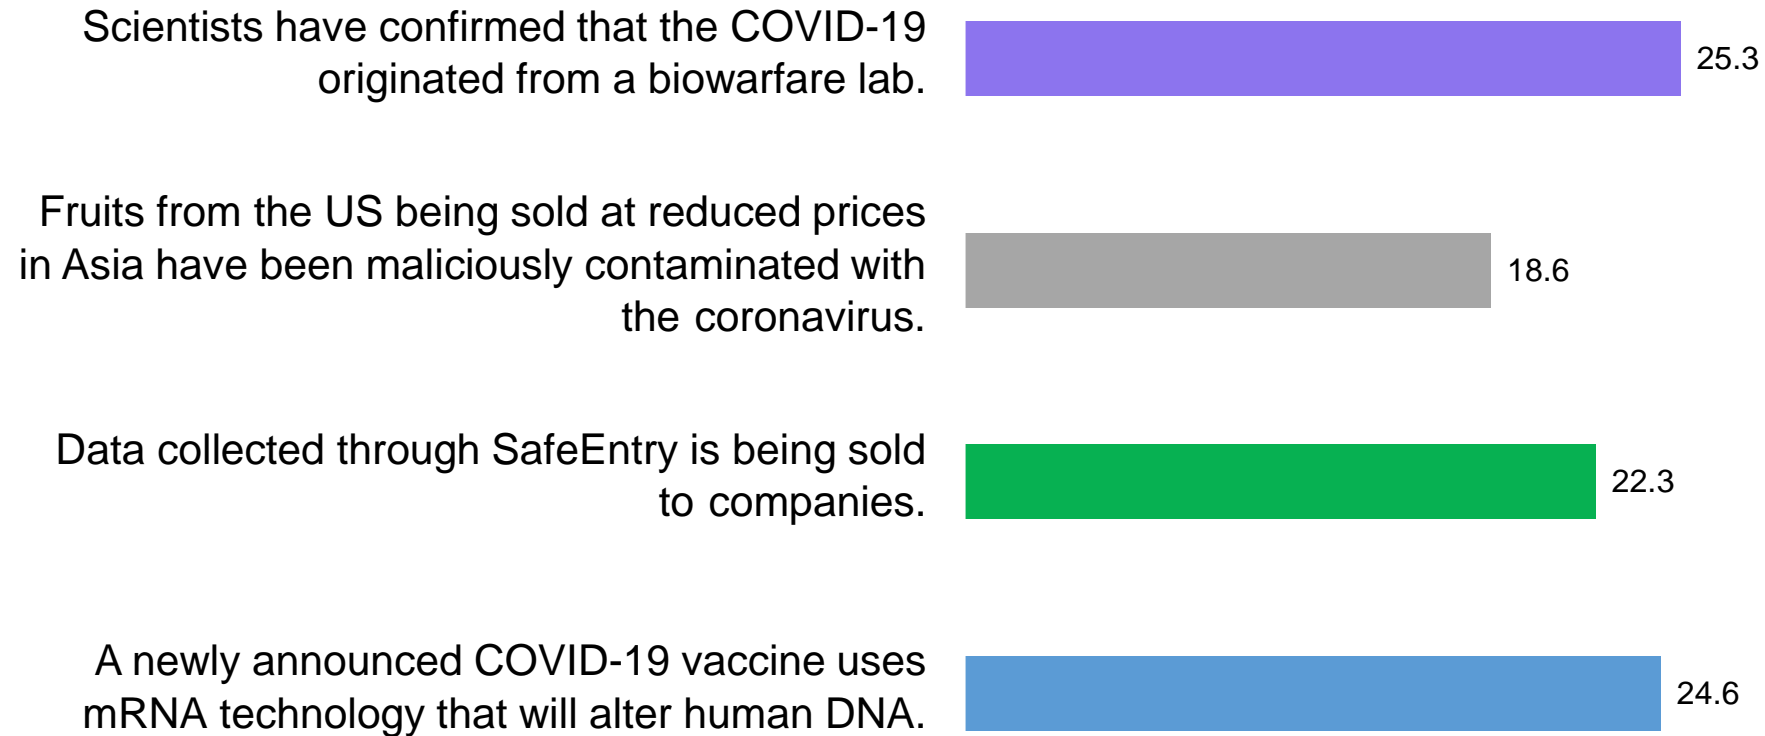 Scientists have confirmed that the COVID-19
originated from a biowarfare lab.
25.3
Fruits from the US being sold at reduced prices
in Asia have been maliciously contaminated with
the coronavirus.
18.6
Data collected through SafeEntry is being sold
to companies.
22.3
A newly announced COVID-19 vaccine uses
mRNA technology that will alter human DNA.
24.6